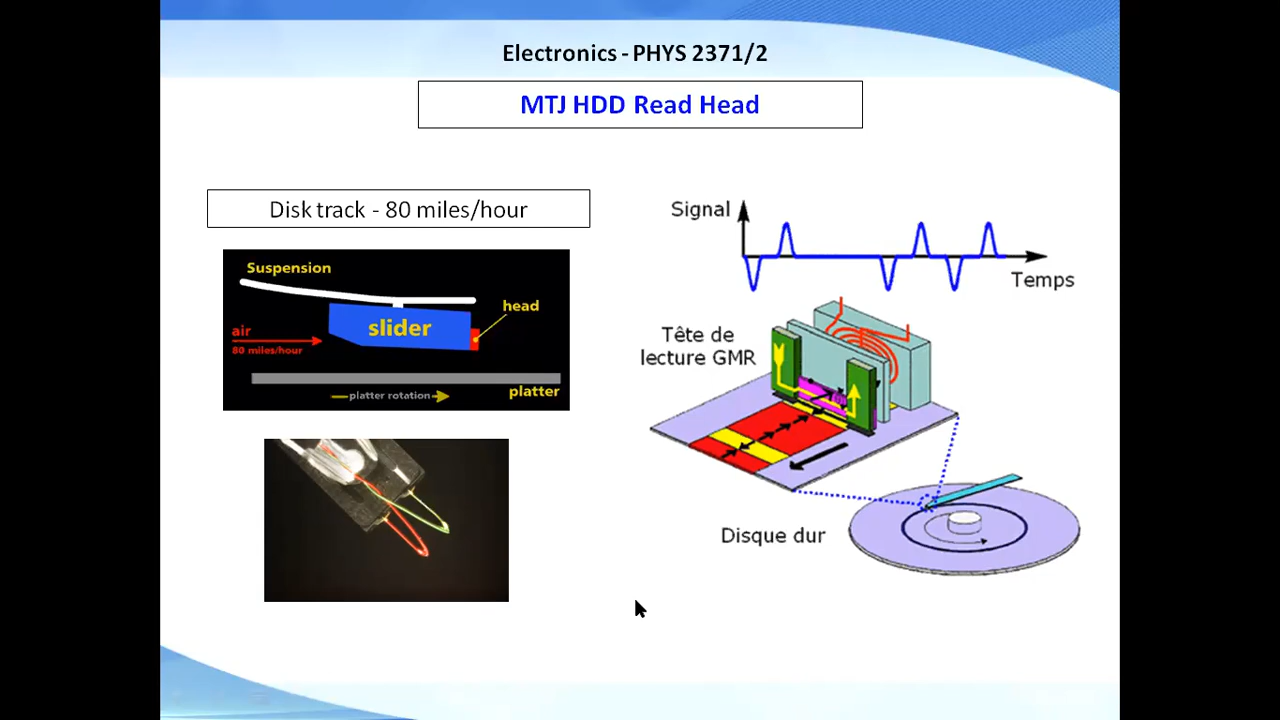 Electronics - PHYS 2371/2
MTJ HDD Read Head
Disk track - 80 miles/hour
Suspension
head
slider
air
80 miles/hour
platter
platter rotation
Signal
Temps
Tête de
lecture GMR
Disque dur